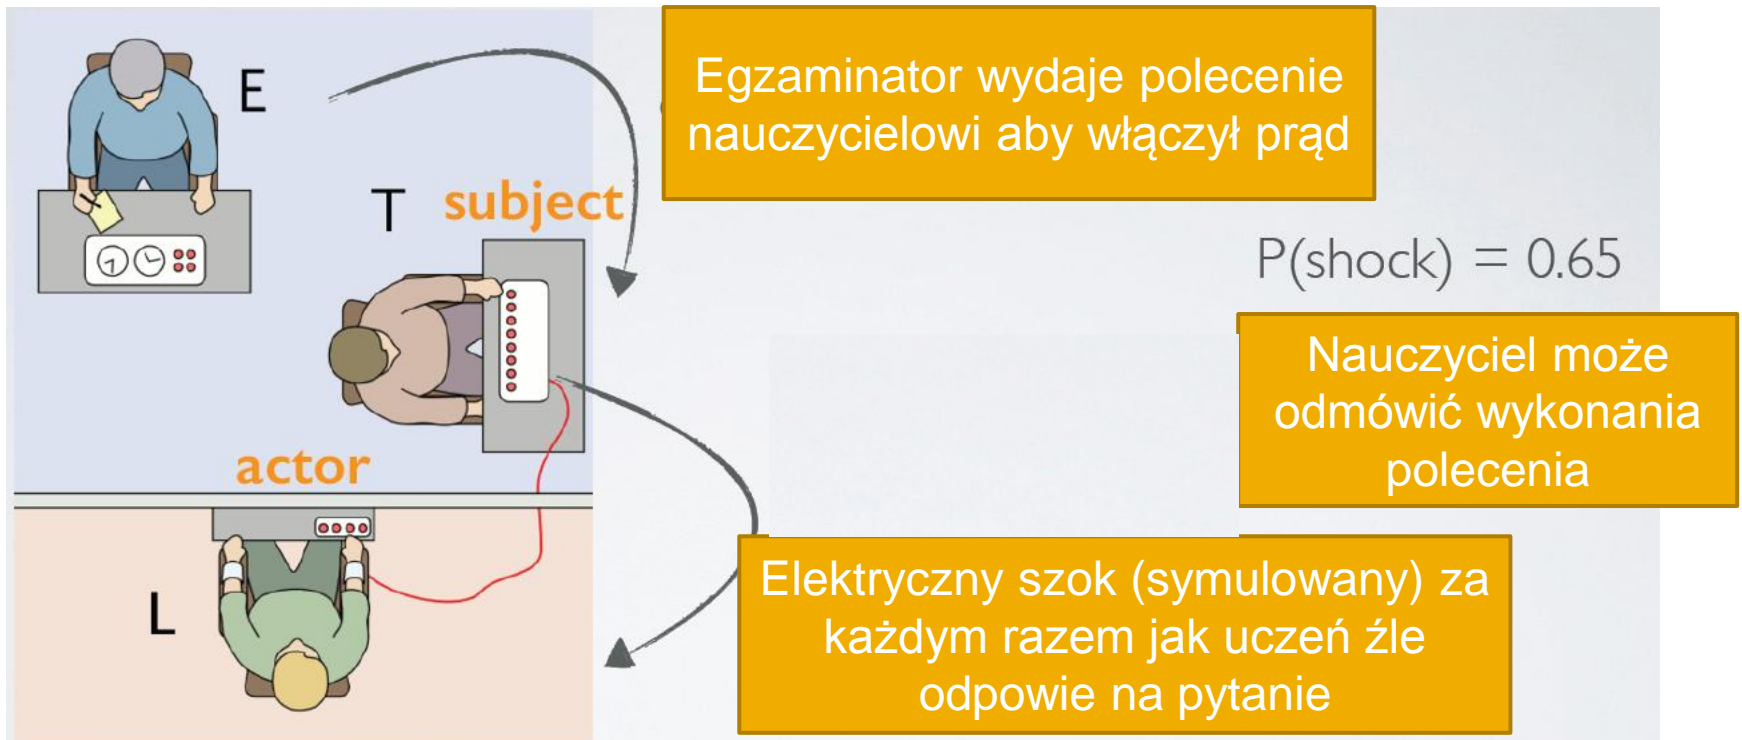 E
Egzaminator wydaje polecenie
nauczycielowi aby włączył prąd
T
subject
P(shock) = 0.65
Nauczyciel może
odmówić wykonania
polecenia
actor
L
Elektryczny szok (symulowany) za
każdym razem jak uczeń źle
odpowie na pytanie